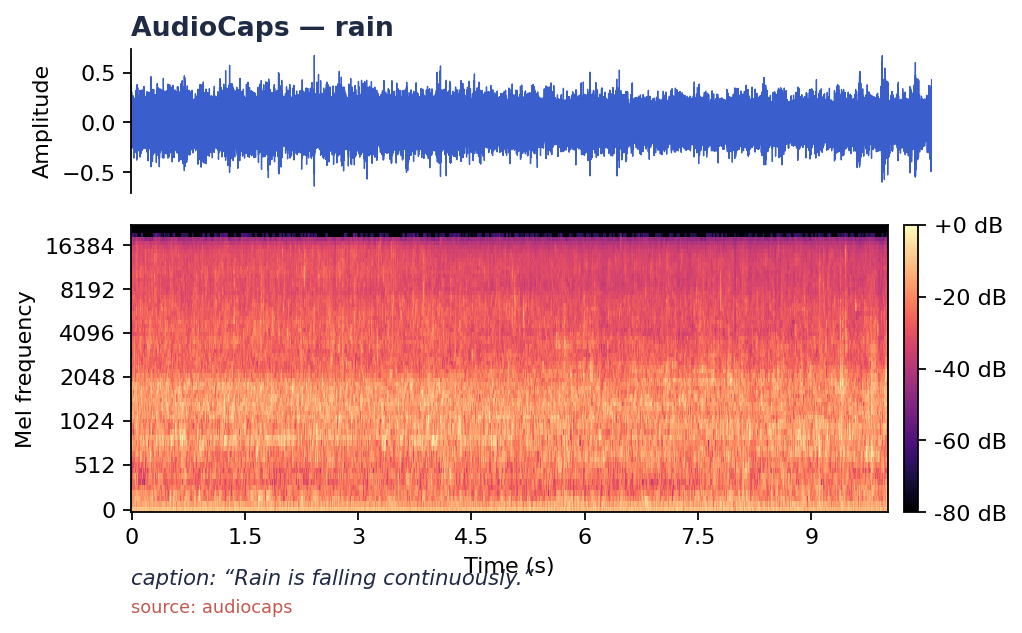 AudioCaps — rain
Amplitude
0.5
0.0
−0.5
Mel frequency
16384
8192
4096
2048
1024
512
0
0 1.5 3 4.5 6 7.5 9
Time (s)
+0 dB
-20 dB
-40 dB
-60 dB
-80 dB
caption: “Rain is falling continuously.”
source: audiocaps